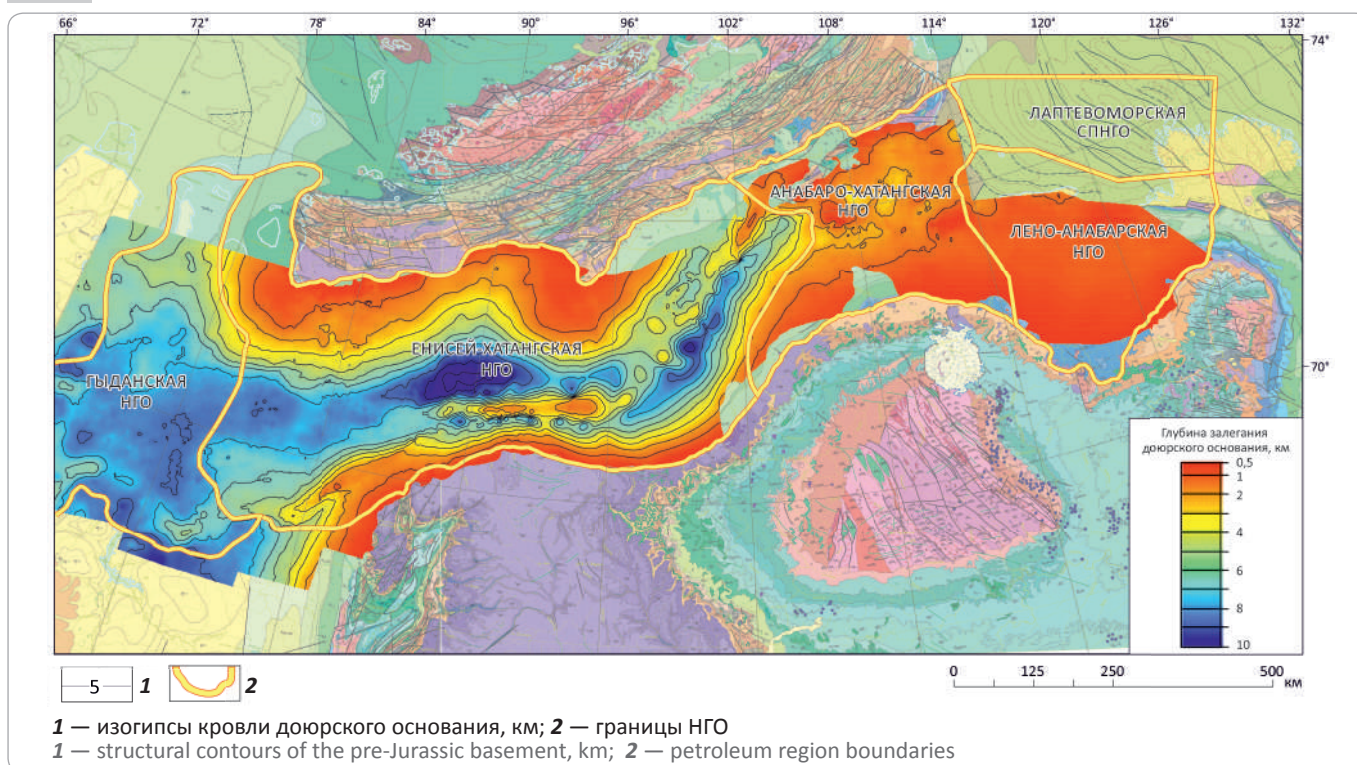 66° 72° 78° 84° 90° 96° 102° 108° 114° 120° 126° 132°
74°
ЛАПТЕВОМОРСКАЯ
СПНГО
АНАБАРО-ХАТАНГСКАЯ
НГО
ЛЕНО-АНАБАРСКАЯ
НГО
ЕНИСЕЙ-ХАТАНГСКАЯ
НГО
70°
ГЫДАНСКАЯ
НГО
Глубина залегания
доюрского основания, км
0,5
1
2
4
6
8
10
0 125 250 500
км
5 1 2
1 — изогипсы кровли доюрского основания, км; 2 — границы НГО
1 — structural contours of the pre-Jurassic basement, km; 2 — petroleum region boundaries